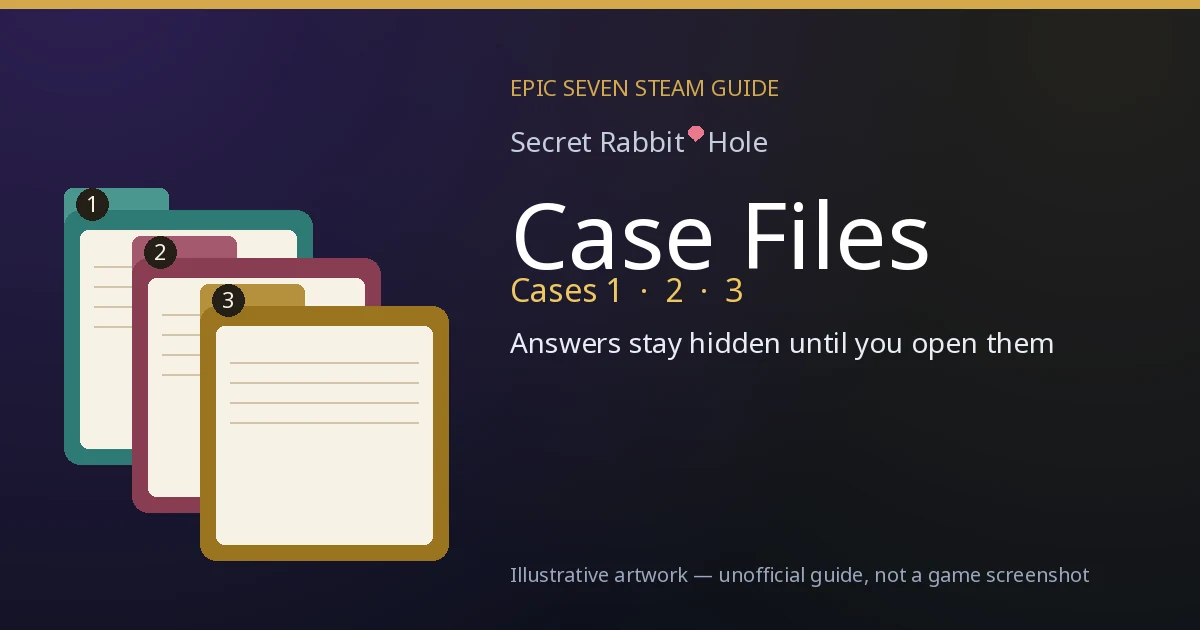 EPIC SEVEN STEAM GUIDE
Secret Rabbit Hole
Case Files
Cases 1 · 2 · 3
Answers stay hidden until you open them
1
2
3
Illustrative artwork — unofficial guide, not a game screenshot